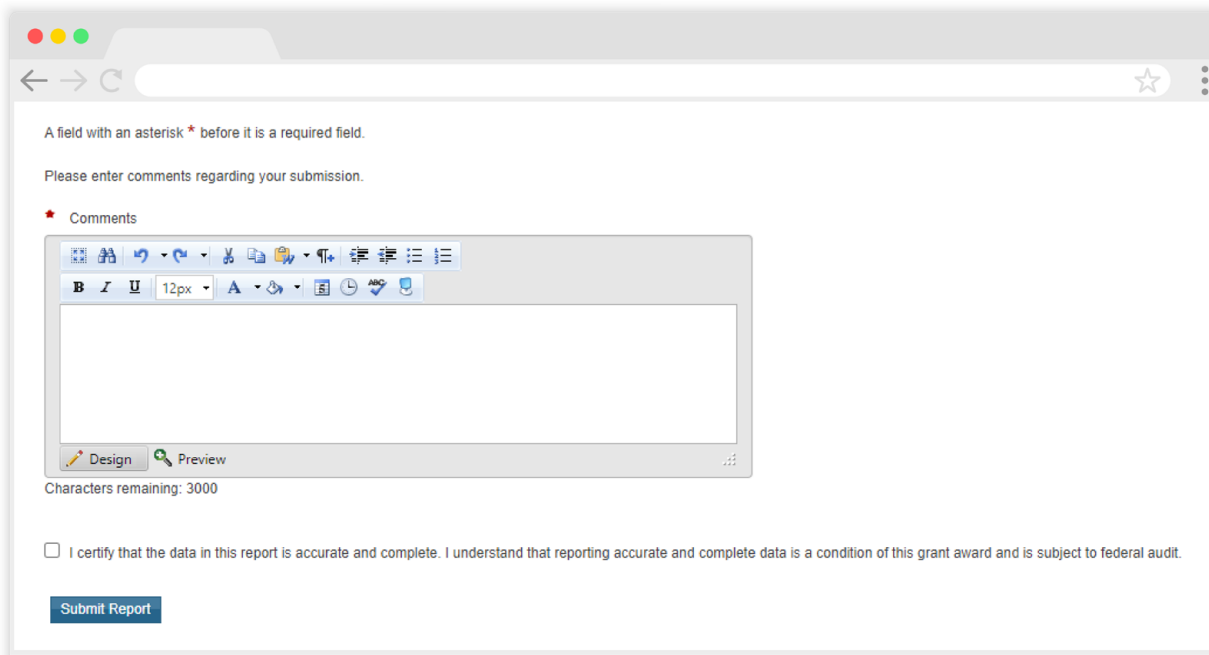 A field with an asterisk * before it is a required field.
Please enter comments regarding your submission.
* Comments
B I U 12px A 5 ABC
Design Preview
Characters remaining: 3000
I certify that the data in this report is accurate and complete. I understand that reporting accurate and complete data is a condition of this grant award and is subject to federal audit.
Submit Report